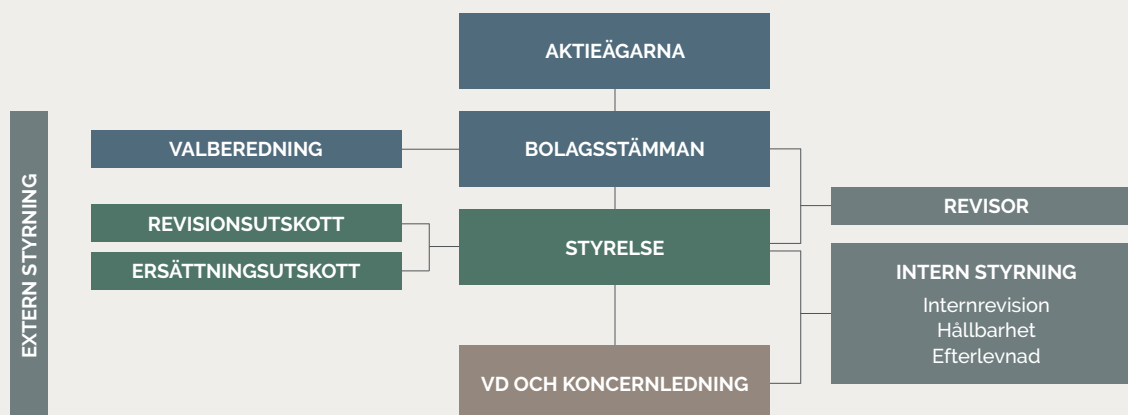 AKTIEÄGARNA
EXTERN STYRNING
VALBEREDNING
BOLAGSSTÄMMAN
REVISOR
REVISIONSUTSKOTT
ERSÄTTNINGSUTSKOTT
STYRELSE
INTERN STYRNING
Internrevision
Hållbarhet
Efterlevnad
VD OCH KONCERNLEDNING